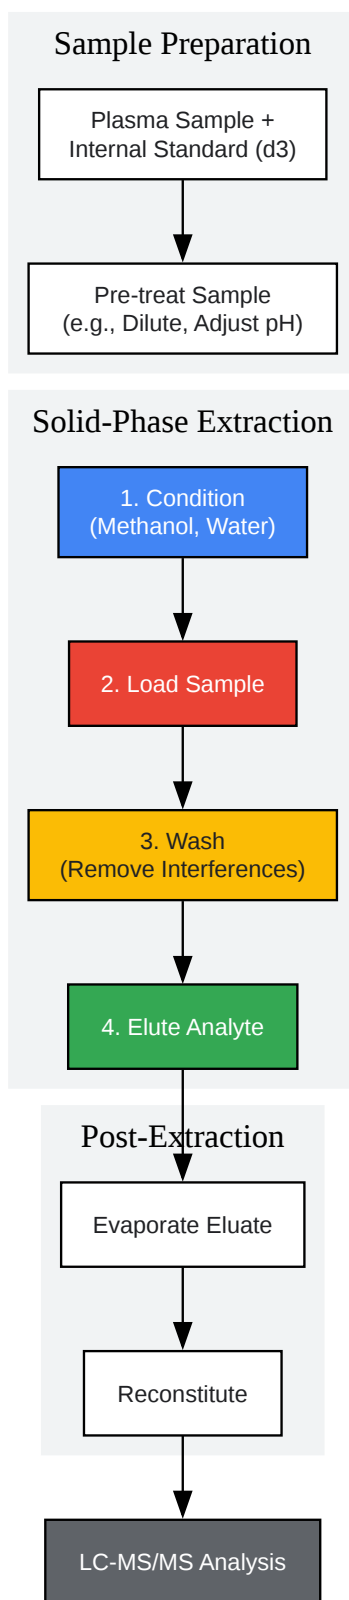 Sample Preparation
Plasma Sample +
Internal Standard (d3)
Pre-treat Sample
(e.g., Dilute, Adjust pH)
Solid-Phase Extraction
1. Condition
(Methanol, Water)
2. Load Sample
3. Wash
(Remove Interferences)
4. Elute Analyte
Post-Extraction
Evaporate Eluate
Reconstitute
LC-MS/MS Analysis